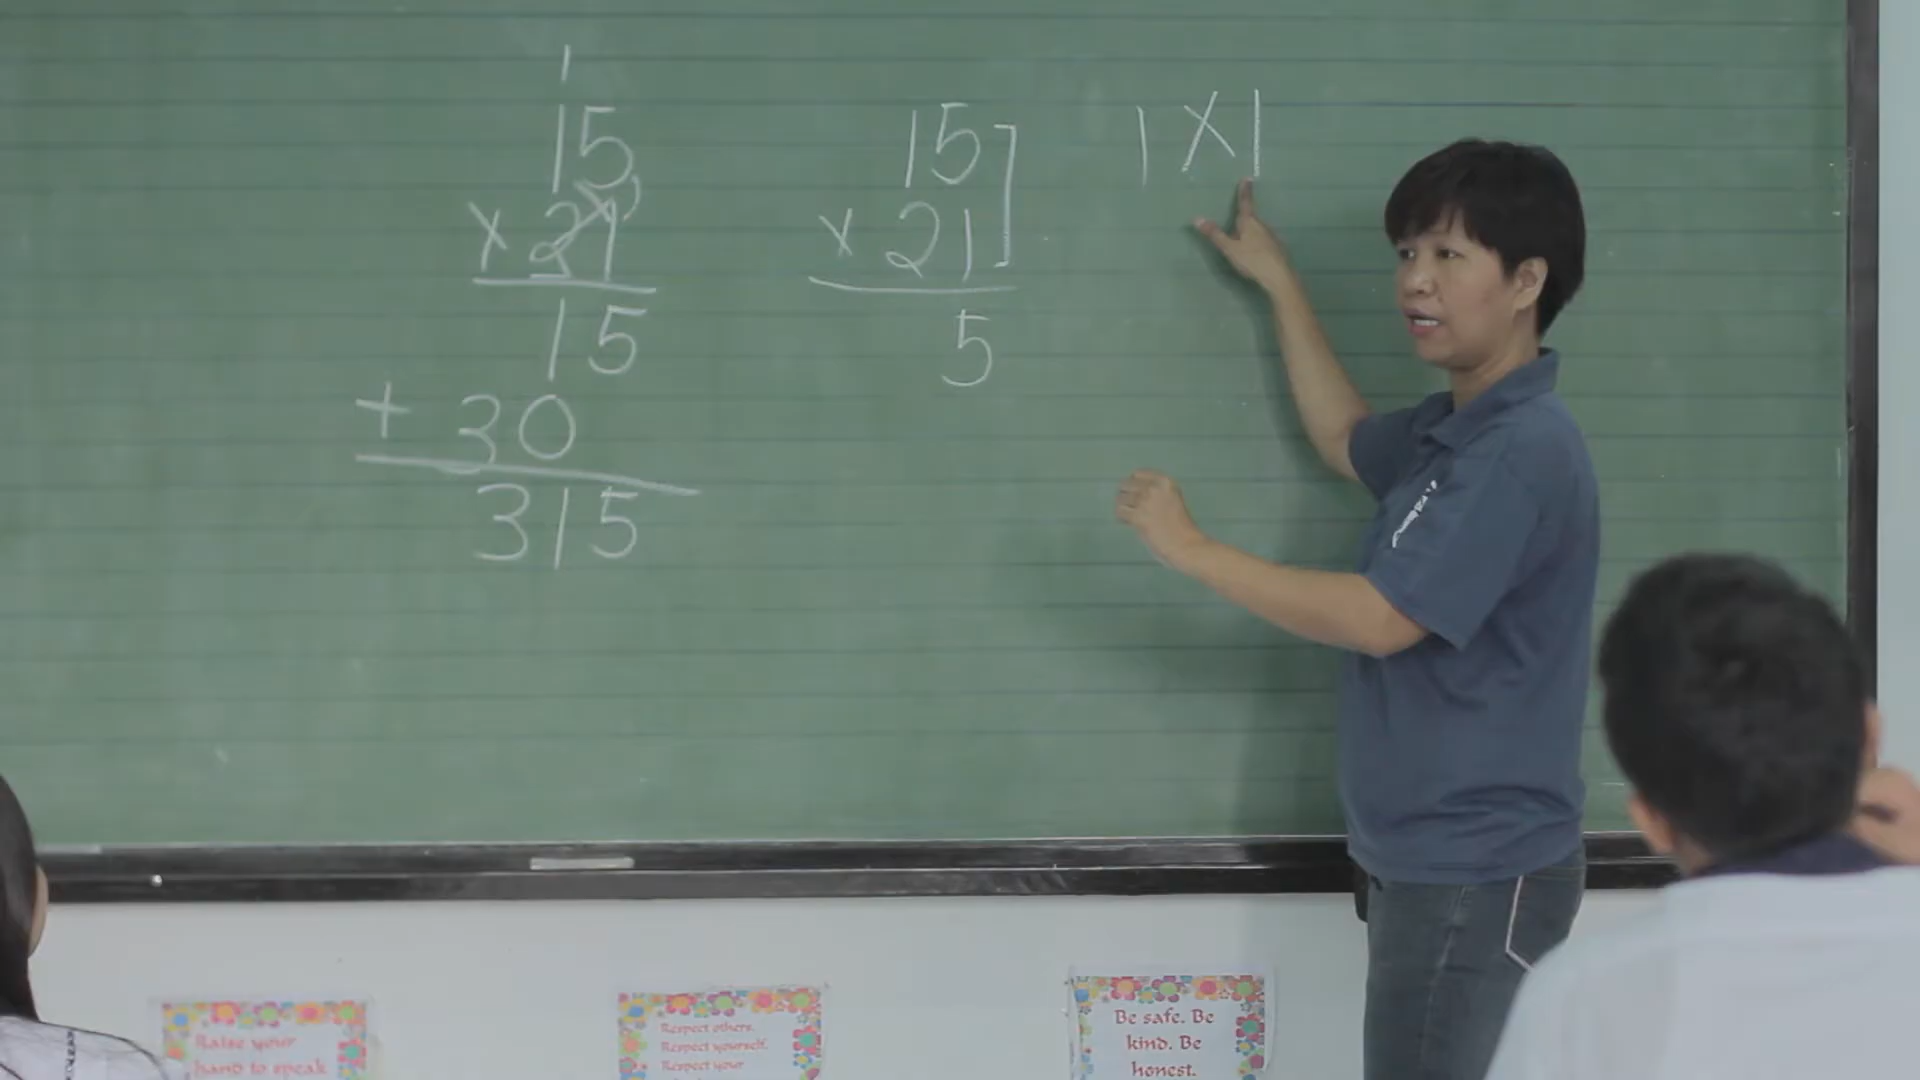 1
15
x 21
15
+ 30
315
15
x 21
5
1 X 1
Raise your
hand to speak
Respect others.
Respect yourself.
Respect your
Be safe. Be
kind. Be
honest.